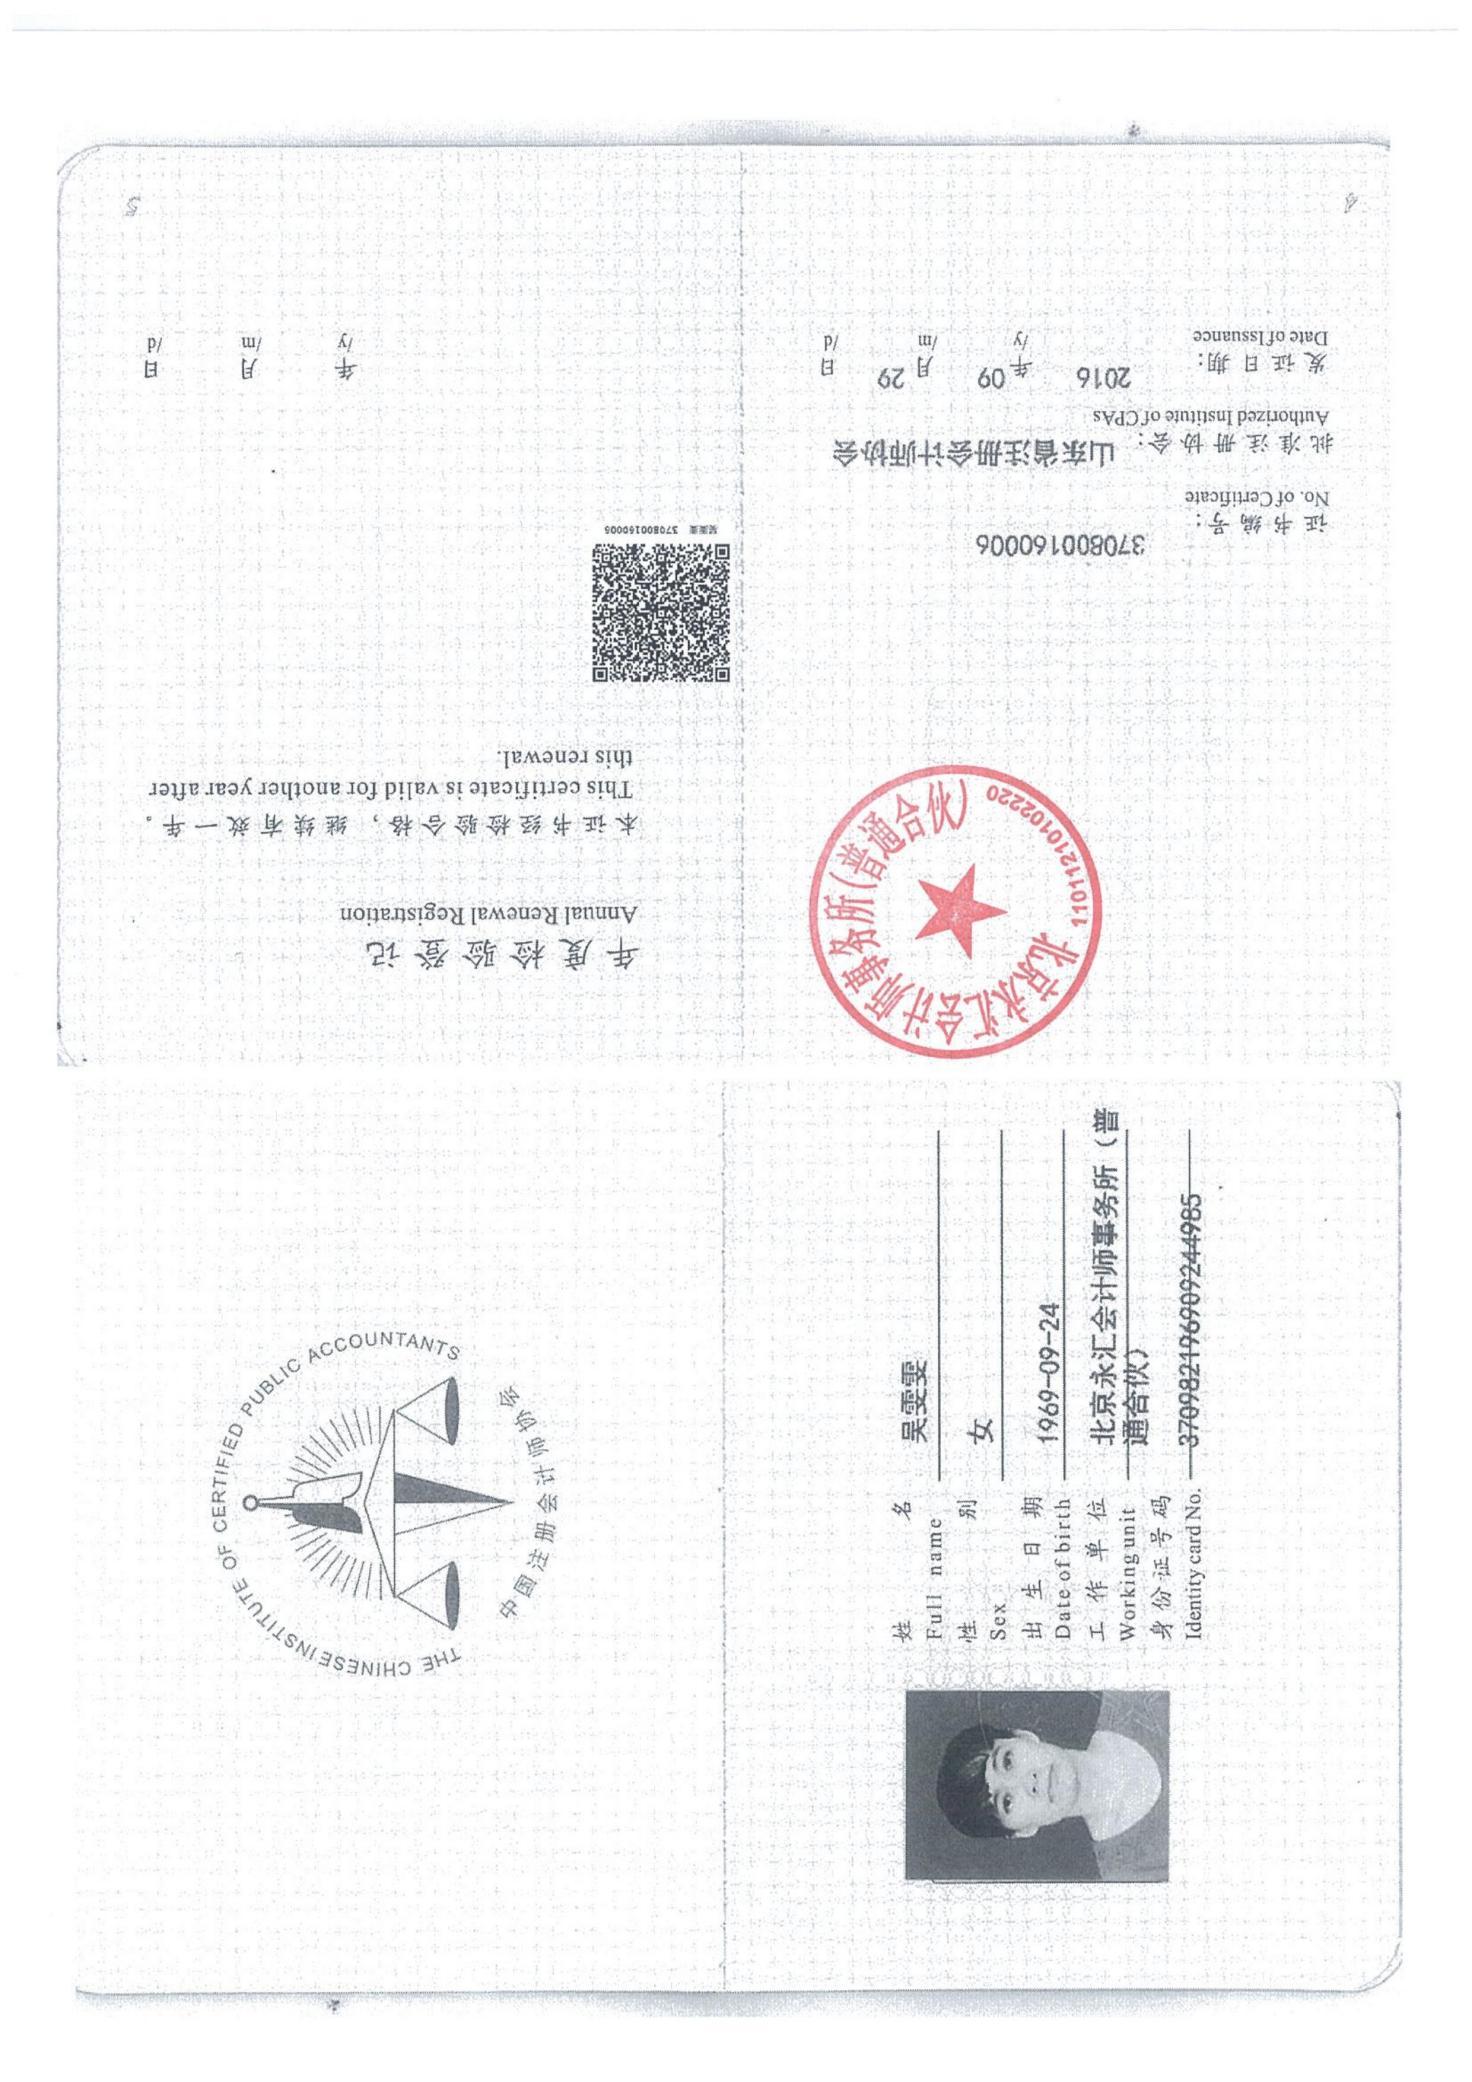 证书编号：
No. of Certificate
370800160006
批准注册协会：
Authorized Institute of CPAs
山东省注册会计师协会
发证日期：
Date of Issuance
2016 年 09 月 29 日
/y /m /d
4
北京永汇会计师事务所(普通合伙)
11011210102220
年度检验登记
Annual Renewal Registration
本证书经检验合格，继续有效一年。
This certificate is valid for another year after
this renewal.
吴雯雯 370800160006
年 月 日
/y /m /d
5
THE CHINESE INSTITUTE OF CERTIFIED PUBLIC ACCOUNTANTS
中国注册会计师协会
姓名 吴雯雯
Full name
性别 女
Sex
出生日期 1969-09-24
Date of birth
工作单位 北京永汇会计师事务所（普
Working unit 通合伙）
身份证号码
Identity card No. 370982196909244985